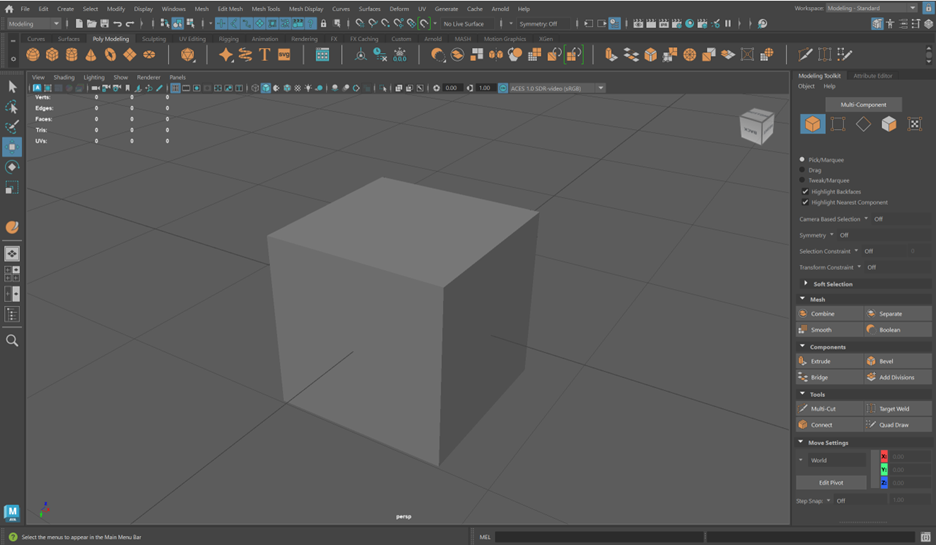 File Edit Create Select Modify Display Windows Mesh Edit Mesh Mesh Tools Mesh Display Curves Surfaces Deform UV Generate Cache Arnold Help Workspace: Modeling - Standard
Modeling No Live Surface Symmetry: Off
Curves Surfaces Poly Modeling Sculpting UV Editing Rigging Animation Rendering FX FX Caching Custom Arnold MASH Motion Graphics XGen
View Shading Lighting Show Renderer Panels
0.00 1.00 ACES 1.0 SDR-video (sRGB)
Verts: 0 0 0
Edges: 0 0 0
Faces: 0 0 0
Tris: 0 0 0
UVs: 0 0 0
persp
Modeling Toolkit Attribute Editor
Object Help
Multi-Component
Pick/Marquee
Drag
Tweak/Marquee
Highlight Backfaces
Highlight Nearest Component
Camera Based Selection Off
Symmetry Off
Selection Constraint Off
Transform Constraint Off
Soft Selection
Mesh
Combine Separate
Smooth Boolean
Components
Extrude Bevel
Bridge Add Divisions
Tools
Multi-Cut Target Weld
Connect Quad Draw
Move Settings
World X: 0.00
Y: 0.00
Edit Pivot Z: 0.00
Step Snap Off 1.00
M
Select the menus to appear in the Main Menu Bar MEL